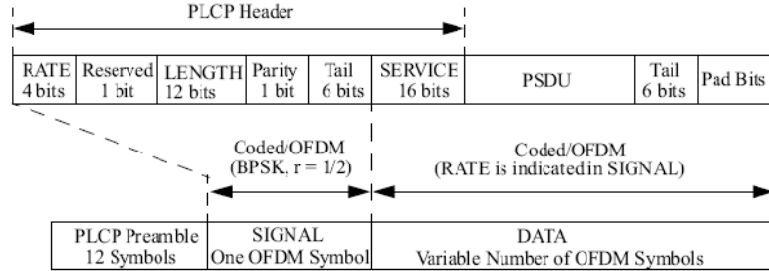 PLCP Header
RATE Reserved LENGTH Parity Tail SERVICE PSDU Tail Pad Bits
4 bits 1 bit 12 bits 1 bit 6 bits 16 bits 6 bits
Coded/OFDM Coded/OFDM
(BPSK, r = 1/2) (RATE is indicatedin SIGNAL)
PLCP Preamble SIGNAL DATA
12 Symbols One OFDM Symbol Variable Number of OFDM Symbols